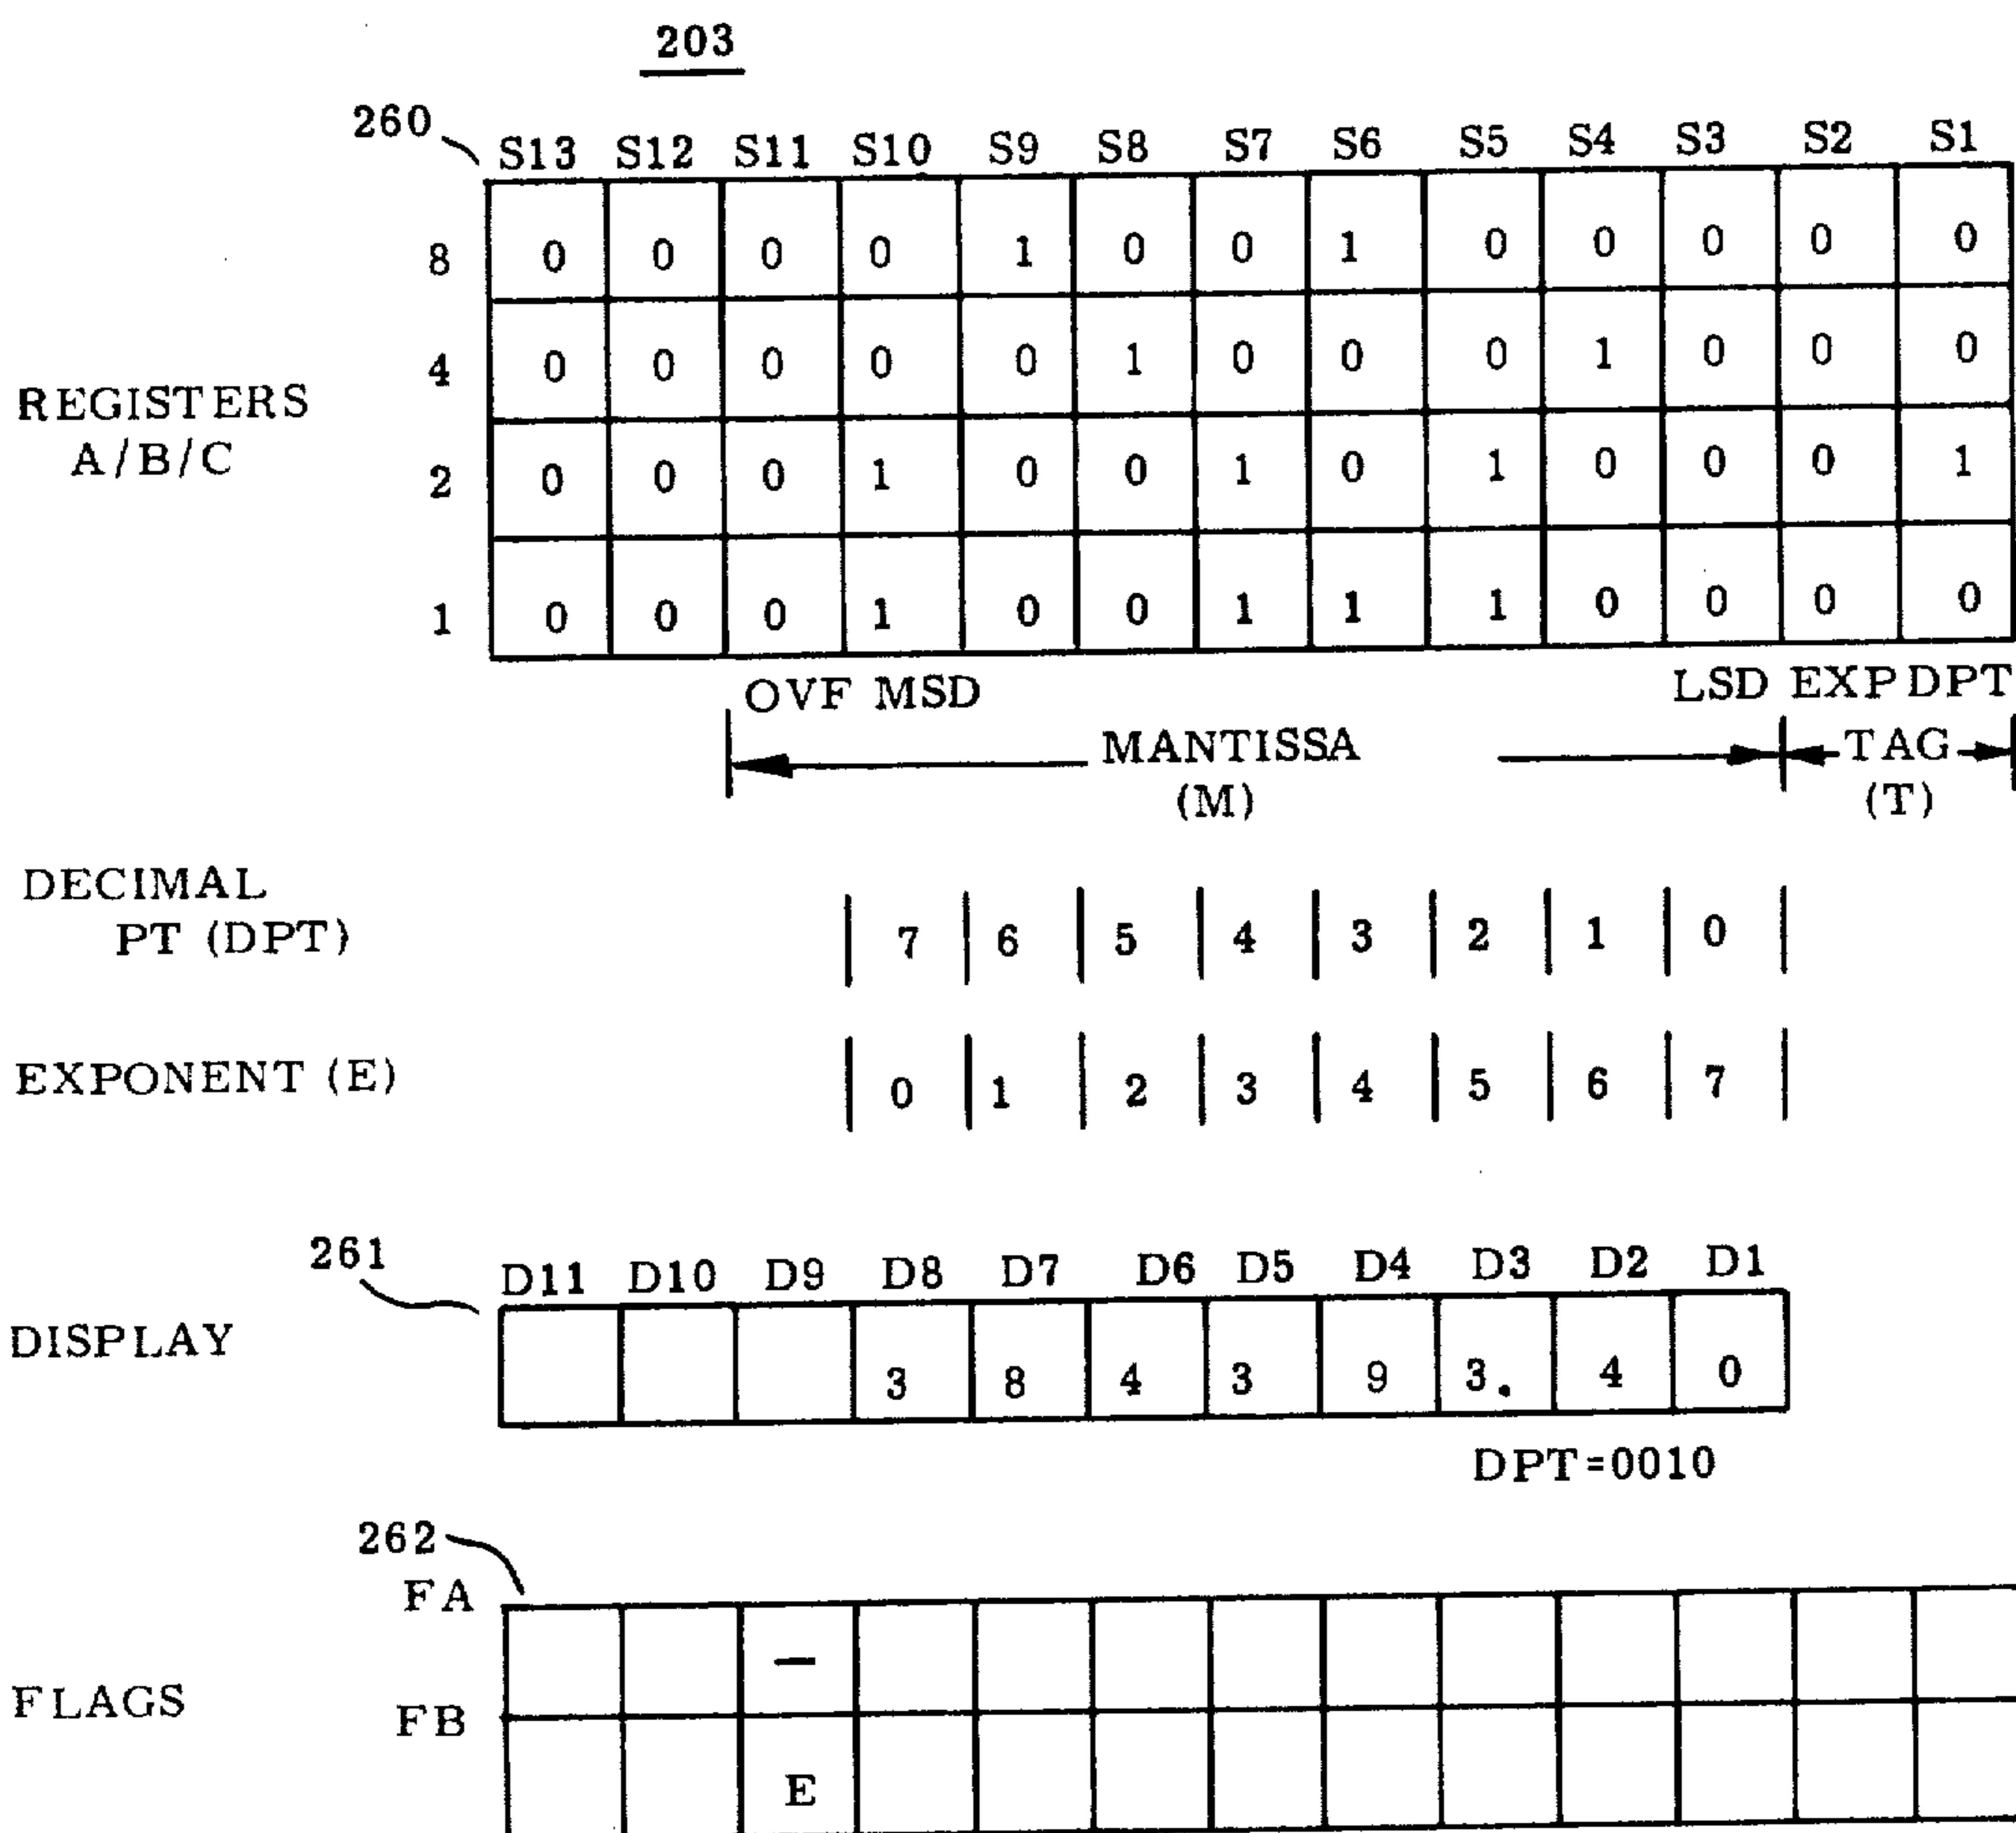 203
260
S13 S12 S11 S10 S9 S8 S7 S6 S5 S4 S3 S2 S1
8 0 0 0 0 1 0 0 1 0 0 0 0 0
4 0 0 0 0 0 1 0 0 0 1 0 0 0
REGISTERS
A/B/C
2 0 0 0 1 0 0 1 0 1 0 0 0 1
1 0 0 0 1 0 0 1 1 1 0 0 0 0
OVF MSD LSD EXP DPT
MANTISSA TAG
(M) (T)
DECIMAL
PT (DPT) 7 6 5 4 3 2 1 0
EXPONENT (E) 0 1 2 3 4 5 6 7
261
D11 D10 D9 D8 D7 D6 D5 D4 D3 D2 D1
DISPLAY 3 8 4 3 9 3. 4 0
DPT=0010
262
FA
–
FLAGS
FB
E